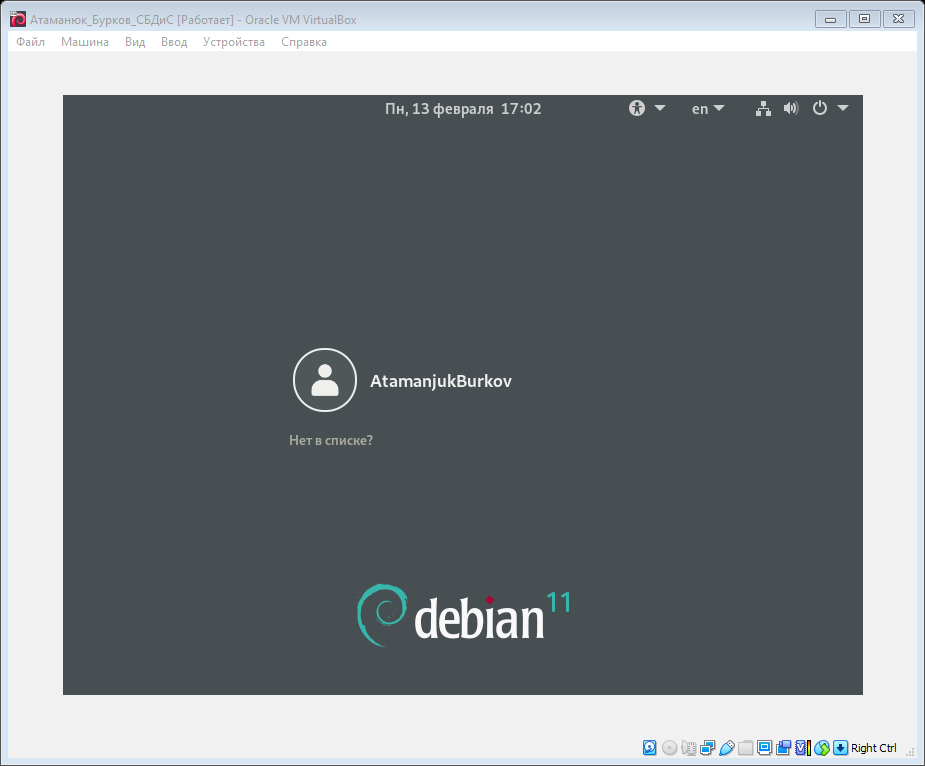 Атаманюк_Бурков_СБДиС [Работает] - Oracle VM VirtualBox
Файл Машина Вид Ввод Устройства Справка
Пн, 13 февраля 17:02 en
AtamanjukBurkov
Нет в списке?
debian 11
Right Ctrl